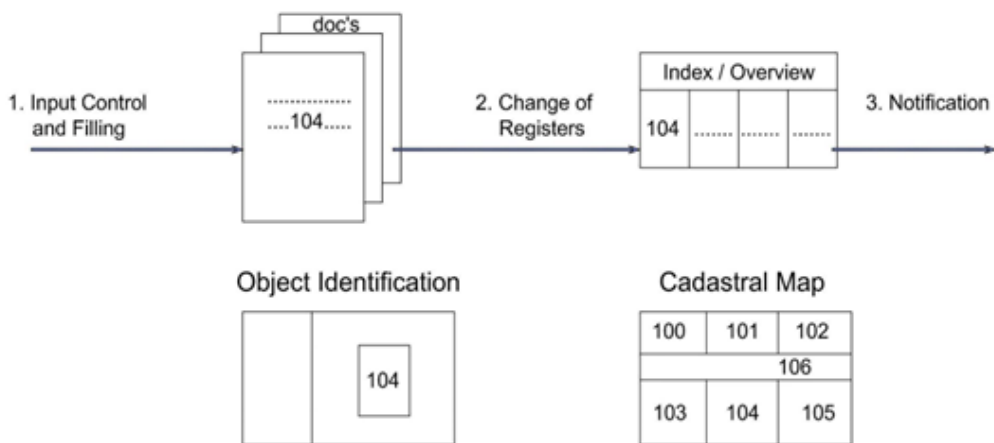 doc's
1. Input Control
and Filling
..................
....104.....
2. Change of
Registers
Index / Overview
104 ........ ........ ........
3. Notification
Object Identification
104
Cadastral Map
100 101 102
106
103 104 105